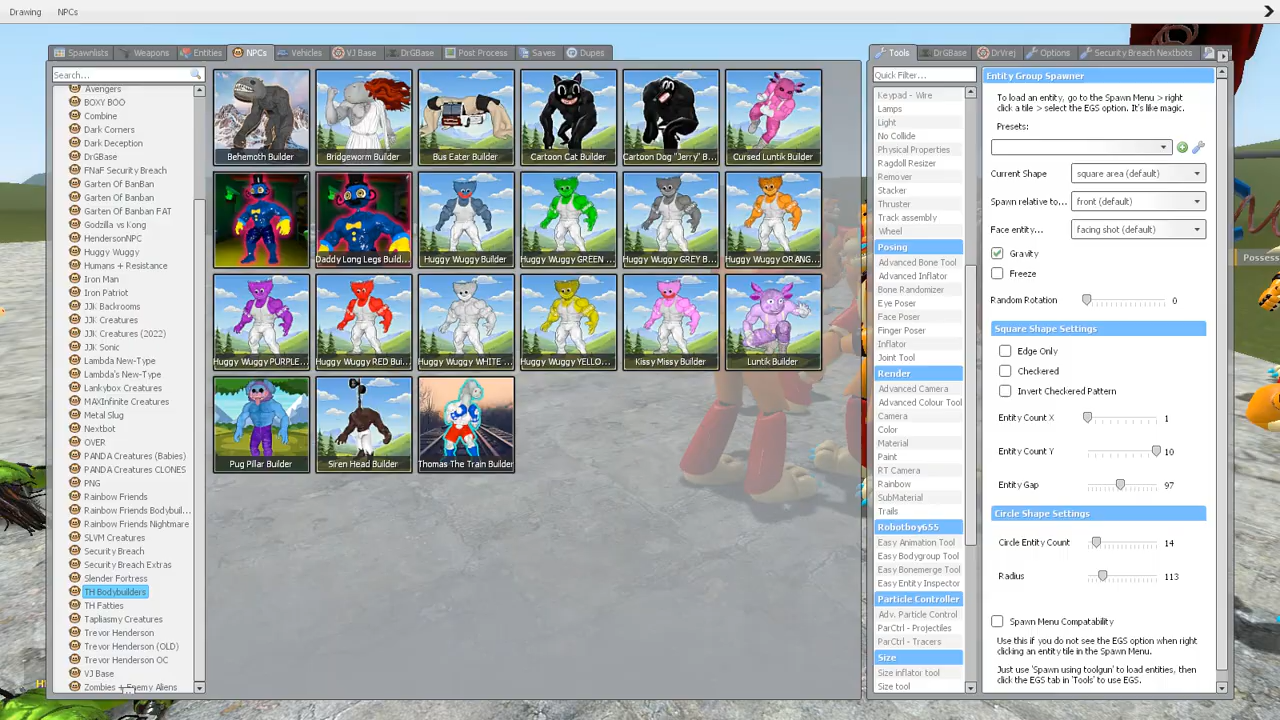 Drawing NPCs
Spawnlists Weapons Entities NPCs Vehicles VJ Base DrGBase Post Process Saves Dupes
Search...
Avengers
BOXY BOO
Combine
Dark Corners
Dark Deception
DrGBase
FNaF Security Breach
Garten Of BanBan
Garten Of Banban
Garten Of Banban FAT
Godzilla vs Kong
HendersonNPC
Huggy Wuggy
Humans + Resistance
Iron Man
Iron Patriot
JJK Backrooms
JJK Creatures
JJK Creatures (2022)
JJK Sonic
Lambda New-Type
Lambda's New-Type
Lankybox Creatures
MAXInfinite Creatures
Metal Slug
Nextbot
OVER
PANDA Creatures (Babies)
PANDA Creatures CLONES
PNG
Rainbow Friends
Rainbow Friends Bodybuil...
Rainbow Friends Nightmare
SLVM Creatures
Security Breach
Security Breach Extras
Slender Fortress
TH Bodybuilders
TH Fatties
Tapliasmy Creatures
Trevor Henderson
Trevor Henderson (OLD)
Trevor Henderson OC
VJ Base
Zombies + Enemy Aliens
Behemoth Builder
Bridgeworm Builder
Bus Eater Builder
Cartoon Cat Builder
Cartoon Dog "Jerry" B...
Cursed Luntik Builder
Daddy Long Legs Build...
Huggy Wuggy Builder
Huggy Wuggy GREEN ...
Huggy Wuggy GREY B...
Huggy Wuggy ORANG...
Huggy Wuggy PURPLE...
Huggy Wuggy RED Bui...
Huggy Wuggy WHITE ...
Huggy Wuggy YELLO...
Kissy Missy Builder
Luntik Builder
Pug Pillar Builder
Siren Head Builder
Thomas The Train Builder
Tools DrGBase DrVrej Options Security Breach Nextbots
Quick Filter...
Keypad - Wire
Lamps
Light
No Collide
Physical Properties
Ragdoll Resizer
Remover
Stacker
Thruster
Track assembly
Wheel
Posing
Advanced Bone Tool
Advanced Inflator
Bone Randomizer
Eye Poser
Face Poser
Finger Poser
Inflator
Joint Tool
Render
Advanced Camera
Advanced Colour Tool
Camera
Color
Material
Paint
RT Camera
Rainbow
SubMaterial
Trails
Robotboy655
Easy Animation Tool
Easy Bodygroup Tool
Easy Bonemerge Tool
Easy Entity Inspector
Particle Controller
Adv. Particle Control
ParCtrl - Projectiles
ParCtrl - Tracers
Size
Size inflator tool
Size tool
Entity Group Spawner
To load an entity, go to the Spawn Menu > right
click a tile > select the EGS option. It's like magic.
Presets:
Current Shape square area (default)
Spawn relative to... front (default)
Face entity... facing shot (default)
Gravity
Freeze
Random Rotation 0
Square Shape Settings
Edge Only
Checkered
Invert Checkered Pattern
Entity Count X 1
Entity Count Y 10
Entity Gap 97
Circle Shape Settings
Circle Entity Count 14
Radius 113
Spawn Menu Compatability
Use this if you do not see the EGS option when right
clicking an entity tile in the Spawn Menu.
Just use 'Spawn using toolgun' to load entities, then
click the EGS tab in 'Tools' to use EGS.
Possess